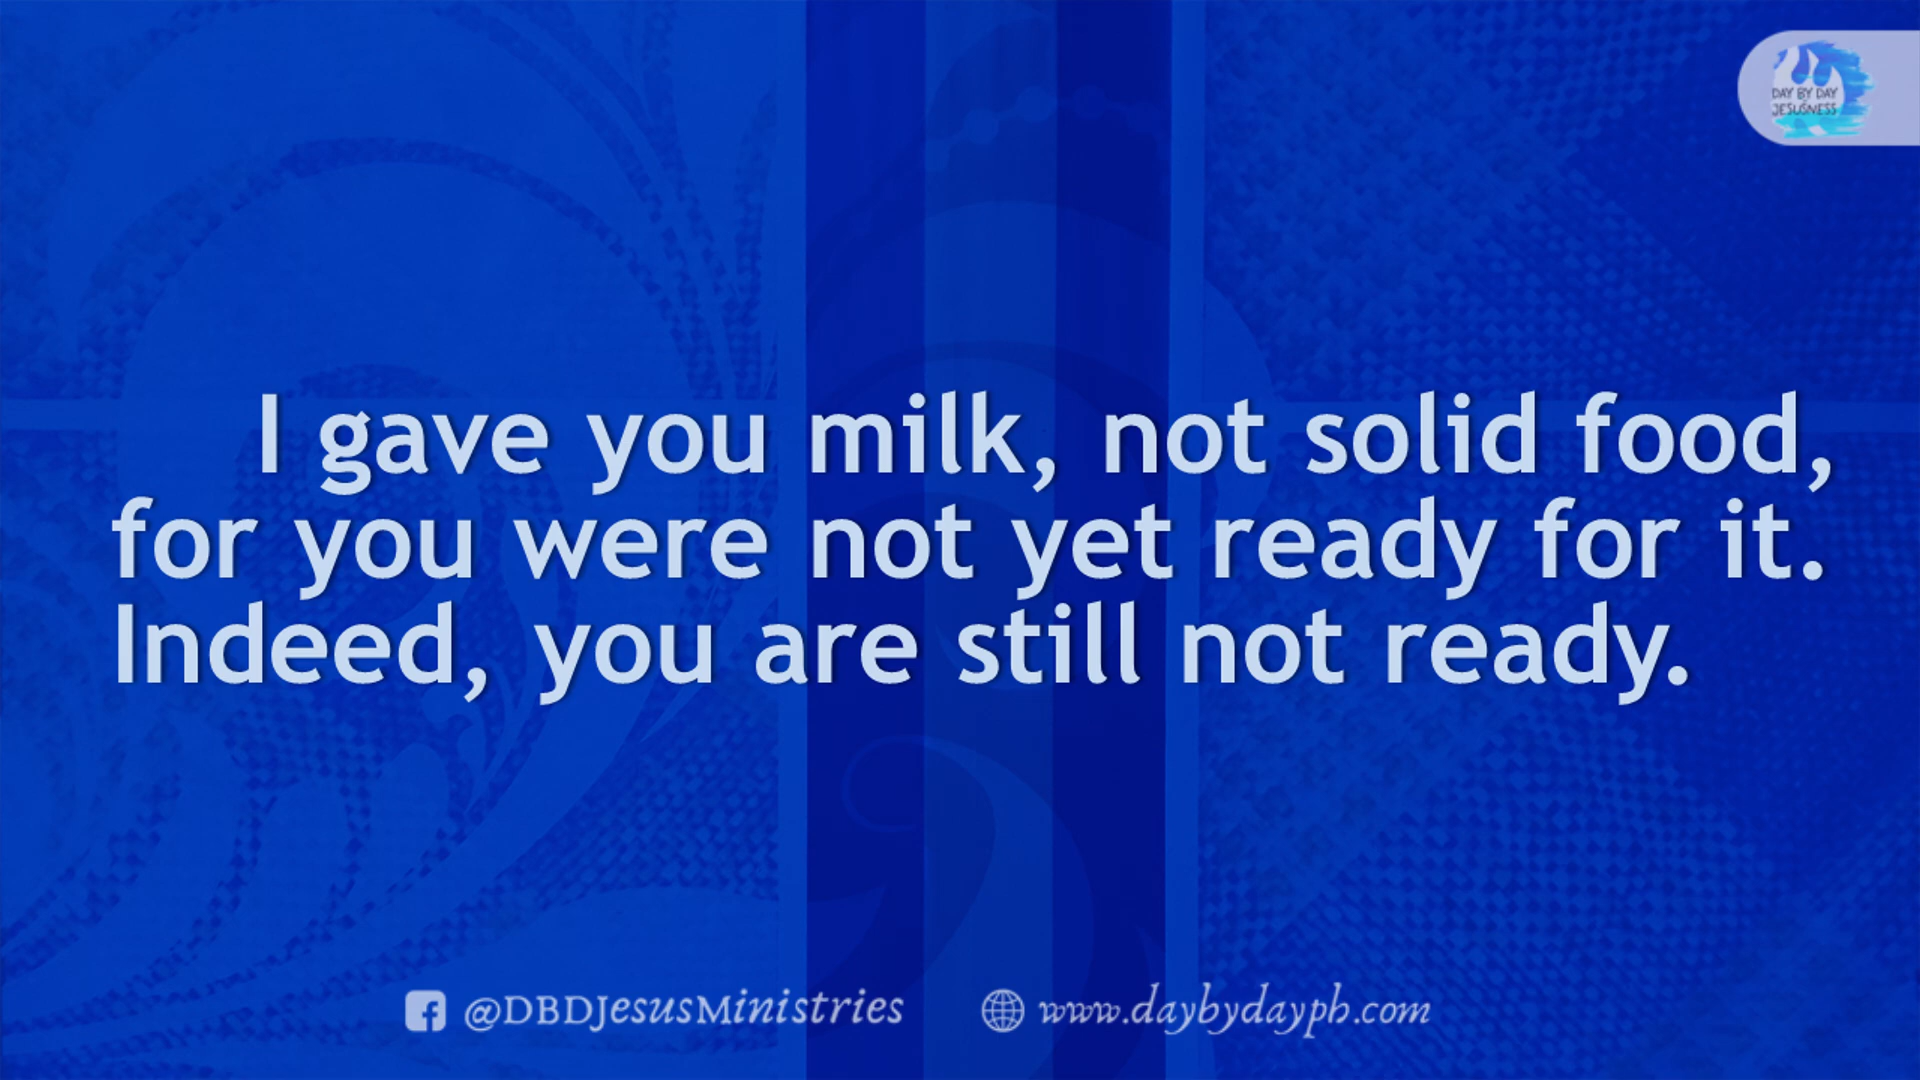 DAY BY DAY
JESUSNESS
I gave you milk, not solid food,
for you were not yet ready for it.
Indeed, you are still not ready.
@DBDJesusMinistries
www.daybydayph.com